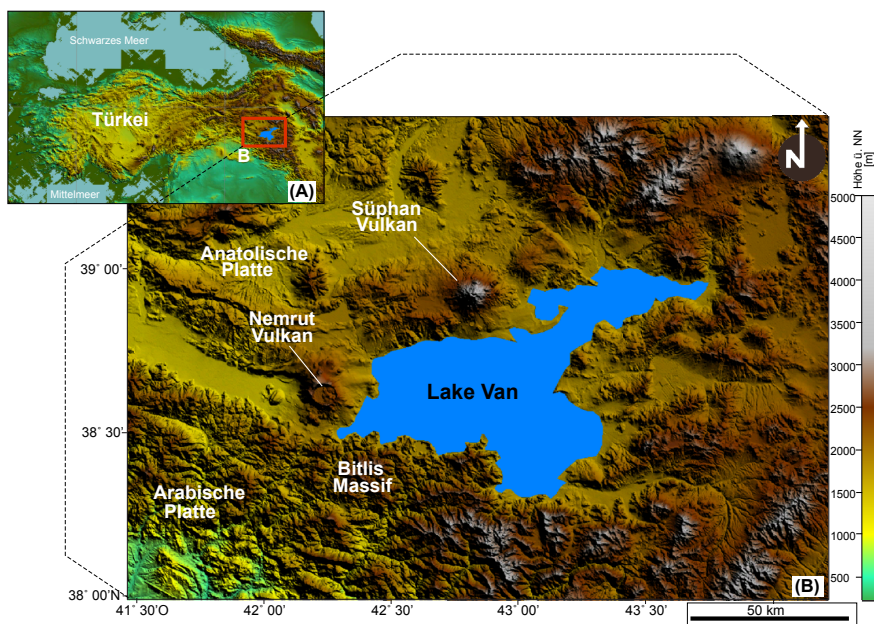 Schwarzes Meer
Türkei
B
Mittelmeer
(A)
N
Höhe ü. NN
[m]
5000
4500
4000
3500
3000
2500
2000
1500
1000
500
Süphan
Vulkan
Anatolische
Platte
Nemrut
Vulkan
Lake Van
Bitlis
Massif
Arabische
Platte
(B)
39° 00'
38° 30'
38° 00'N
41° 30'
42° 00'
42° 30'
43° 00'
43° 30'
50 km